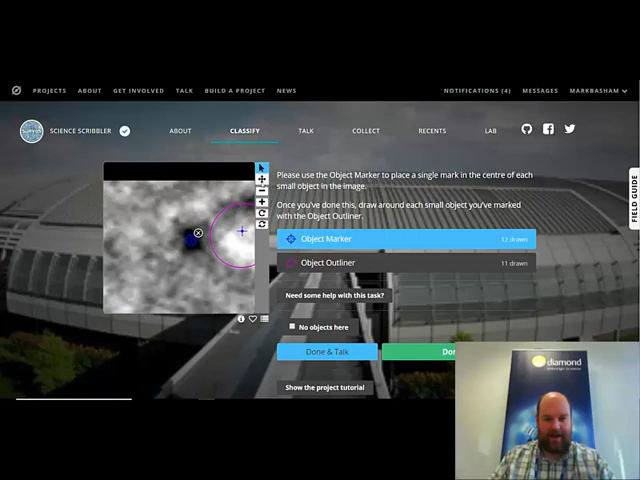 PROJECTS ABOUT GET INVOLVED TALK BUILD A PROJECT NEWS NOTIFICATIONS (4) MESSAGES MARKBASHAM
SCIENCE SCRIBBLER ABOUT CLASSIFY TALK COLLECT RECENTS LAB
Please use the Object Marker to place a single mark in the centre of each
small object in the image.
Once you've done this, draw around each small object you've marked
with the Object Outliner.
Object Marker 12 drawn
Object Outliner 11 drawn
Need some help with this task?
No objects here
Done & Talk
Show the project tutorial
FIELD GUIDE
diamond